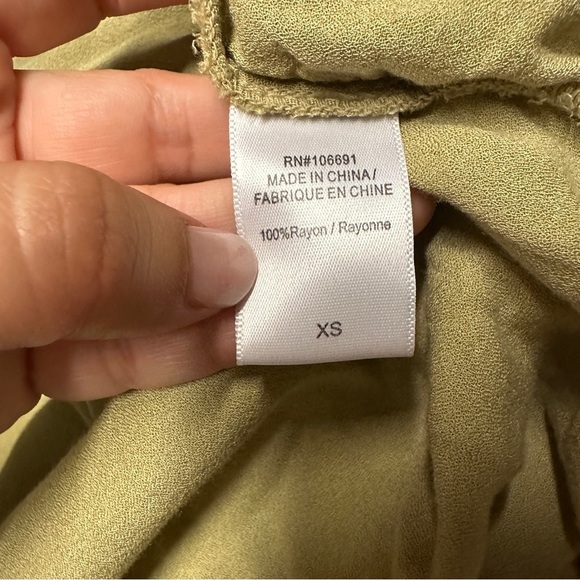 RN#106691
MADE IN CHINA/
FABRIQUE EN CHINE
100%Rayon / Rayonne
XS